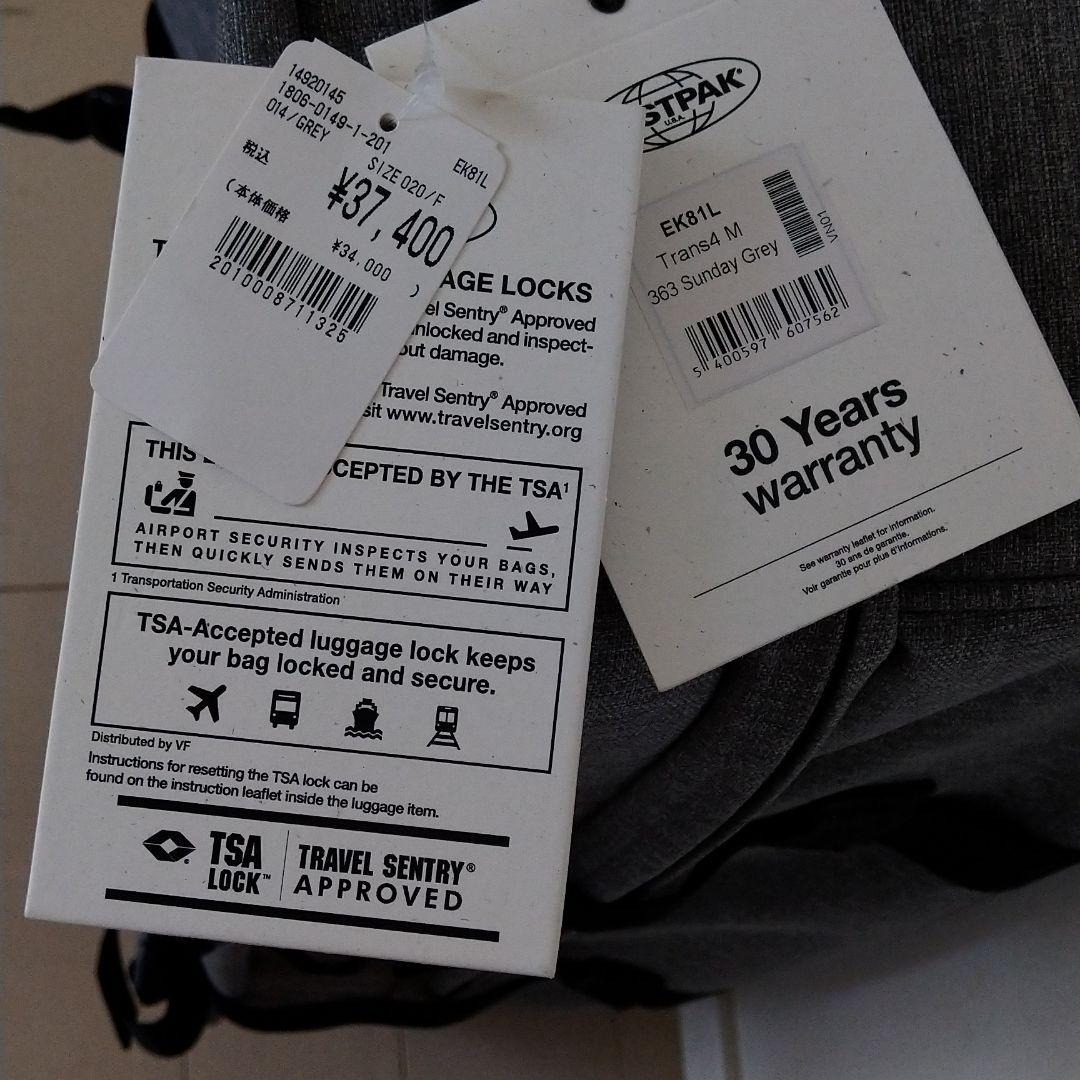 14920145
1806-0149-1-201
014/GREY
EK81L
SIZE 020/F
税込
¥37,400
(本体価格
¥34,000
)
2010008711325
AGE LOCKS
Sentry® Approved
and inspect-
damage.
Travel Sentry® Approved
www.travelsentry.org
THIS
BY THE TSA¹
AIRPORT SECURITY INSPECTS YOUR BAGS,
THEN QUICKLY SENDS THEM ON THEIR WAY
1 Transportation Security Administration
TSA-Accepted luggage lock keeps
your bag locked and secure.
Distributed by VF
Instructions for resetting the TSA lock can be
found on the instruction leaflet inside the luggage item.
TSA
LOCK™
TRAVEL SENTRY®
APPROVED
STPAK®
U.S.A.
EK81L
Trans4 M
363 Sunday Grey
VN01
5 400597 607562
30 Years
warranty
See warranty leaflet for information.
30 ans de garantie.
Voir garantie pour plus d'informations.